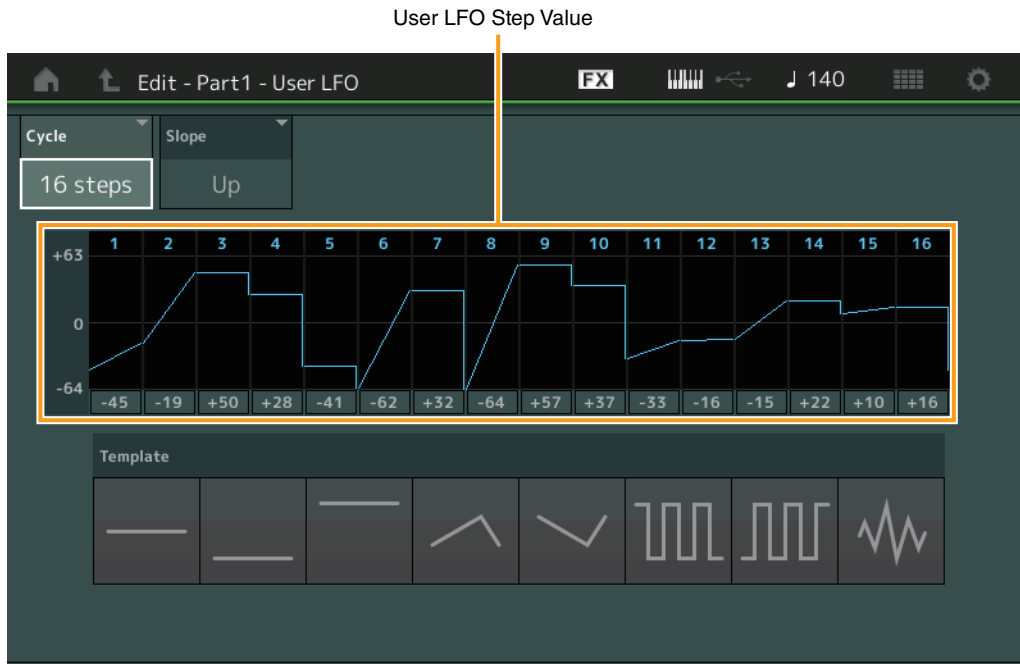 User LFO Step Value
Edit - Part1 - User LFO FX 140
Cycle Slope
16 steps Up
1 2 3 4 5 6 7 8 9 10 11 12 13 14 15 16
+63
0
-64
-45 -19 +50 +28 -41 -62 +32 -64 +57 +37 -33 -16 -15 +22 +10 +16
Template